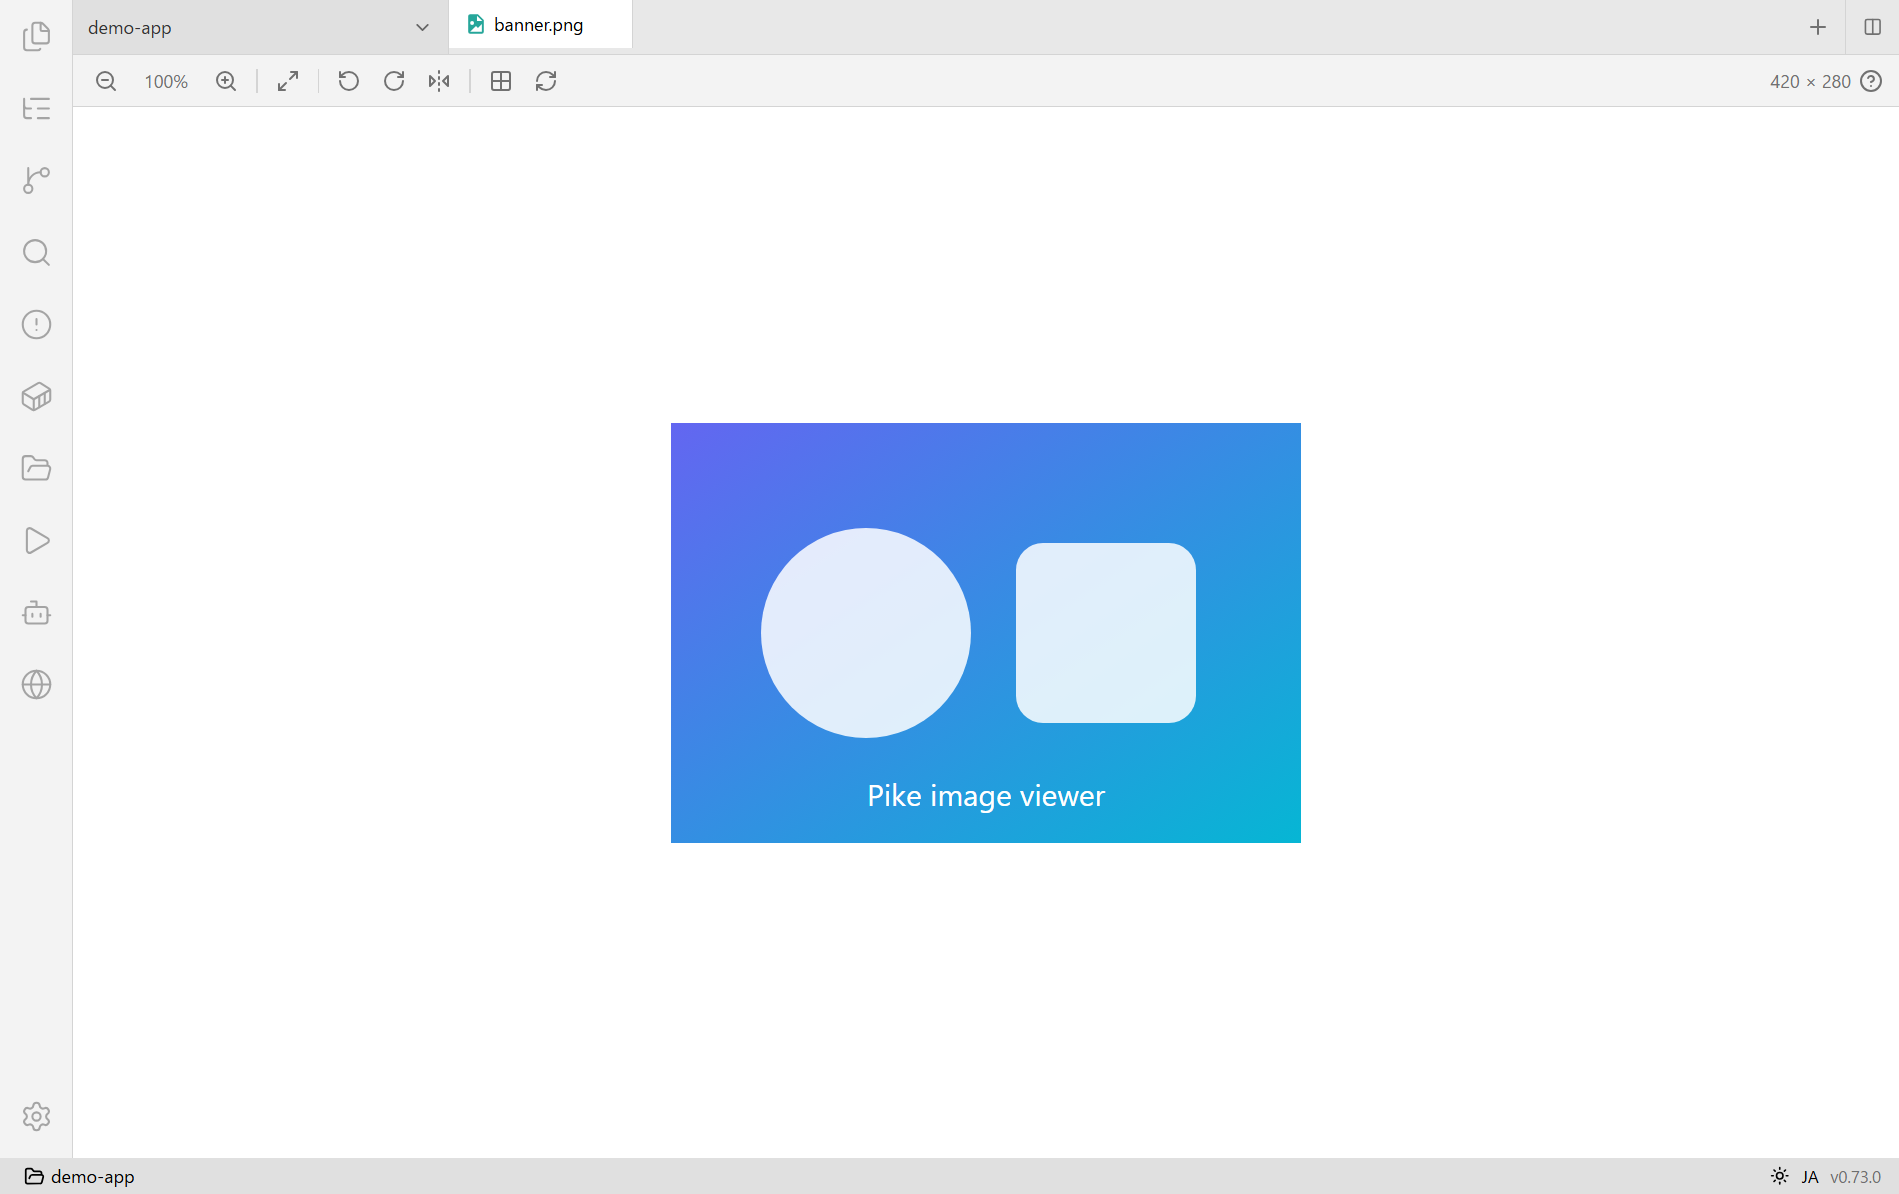 demo-app
banner.png
100%
420 × 280
Pike image viewer
demo-app
JA v0.73.0